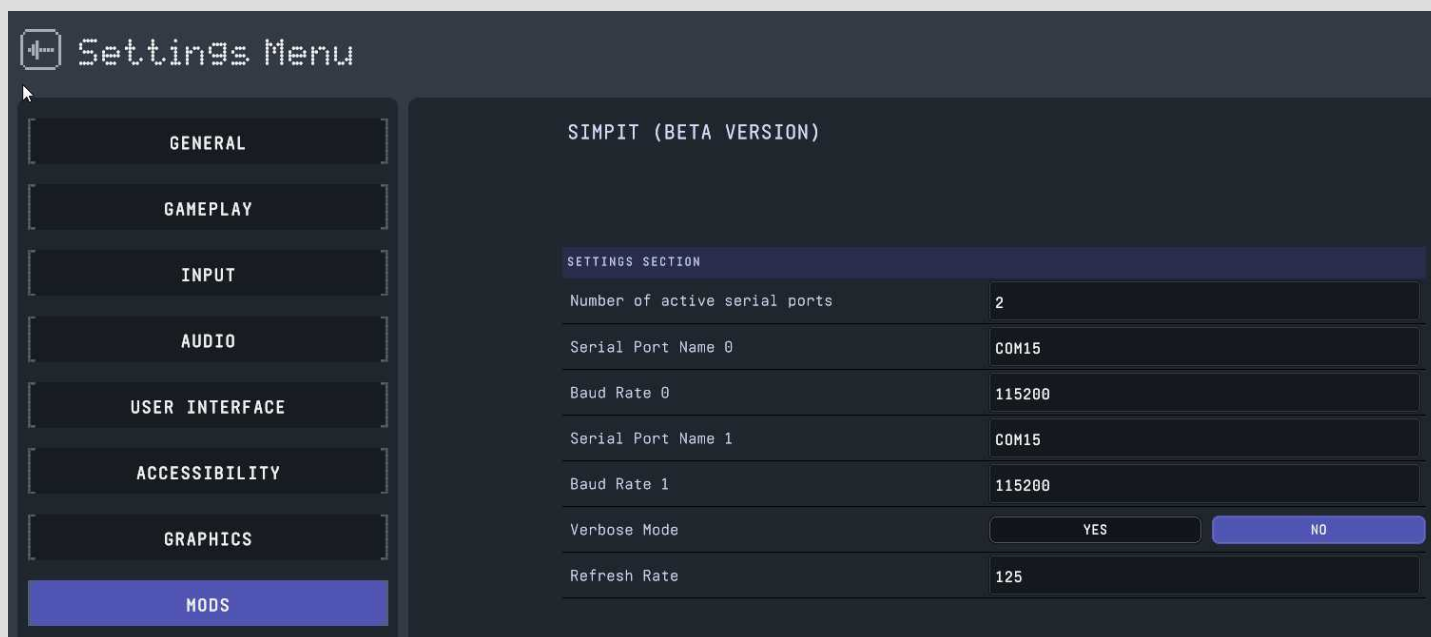 Settings Menu
GENERAL
GAMEPLAY
INPUT
AUDIO
USER INTERFACE
ACCESSIBILITY
GRAPHICS
MODS
SIMPIT (BETA VERSION)
SETTINGS SECTION
Number of active serial ports 2
Serial Port Name 0 COM15
Baud Rate 0 115200
Serial Port Name 1 COM15
Baud Rate 1 115200
Verbose Mode YES NO
Refresh Rate 125